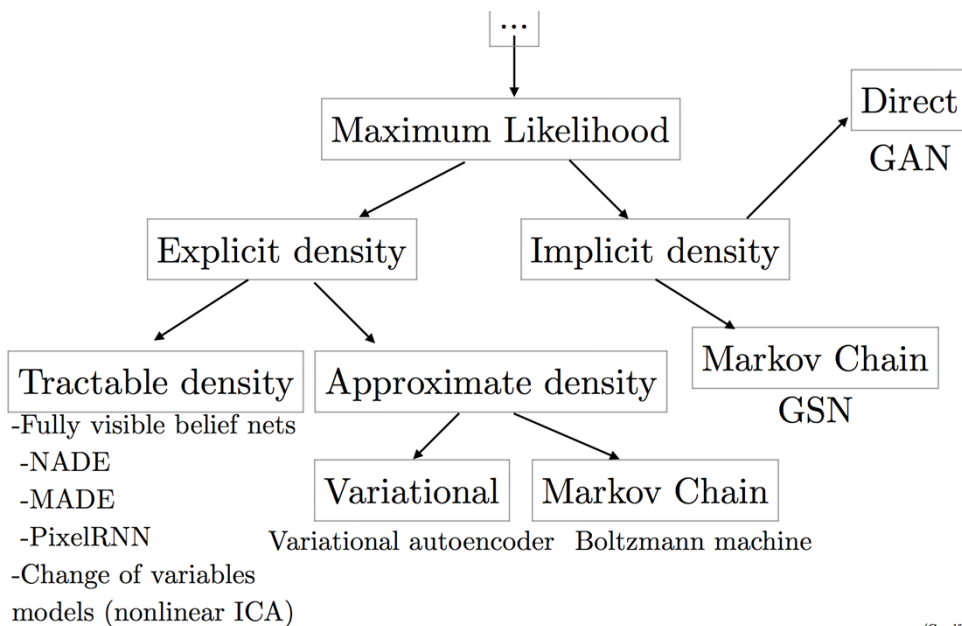 ...
Maximum Likelihood
Direct
GAN
Explicit density
Implicit density
Tractable density
-Fully visible belief nets
-NADE
-MADE
-PixelRNN
-Change of variables
models (nonlinear ICA)
Approximate density
Variational
Variational autoencoder
Markov Chain
Boltzmann machine
Markov Chain
GSN